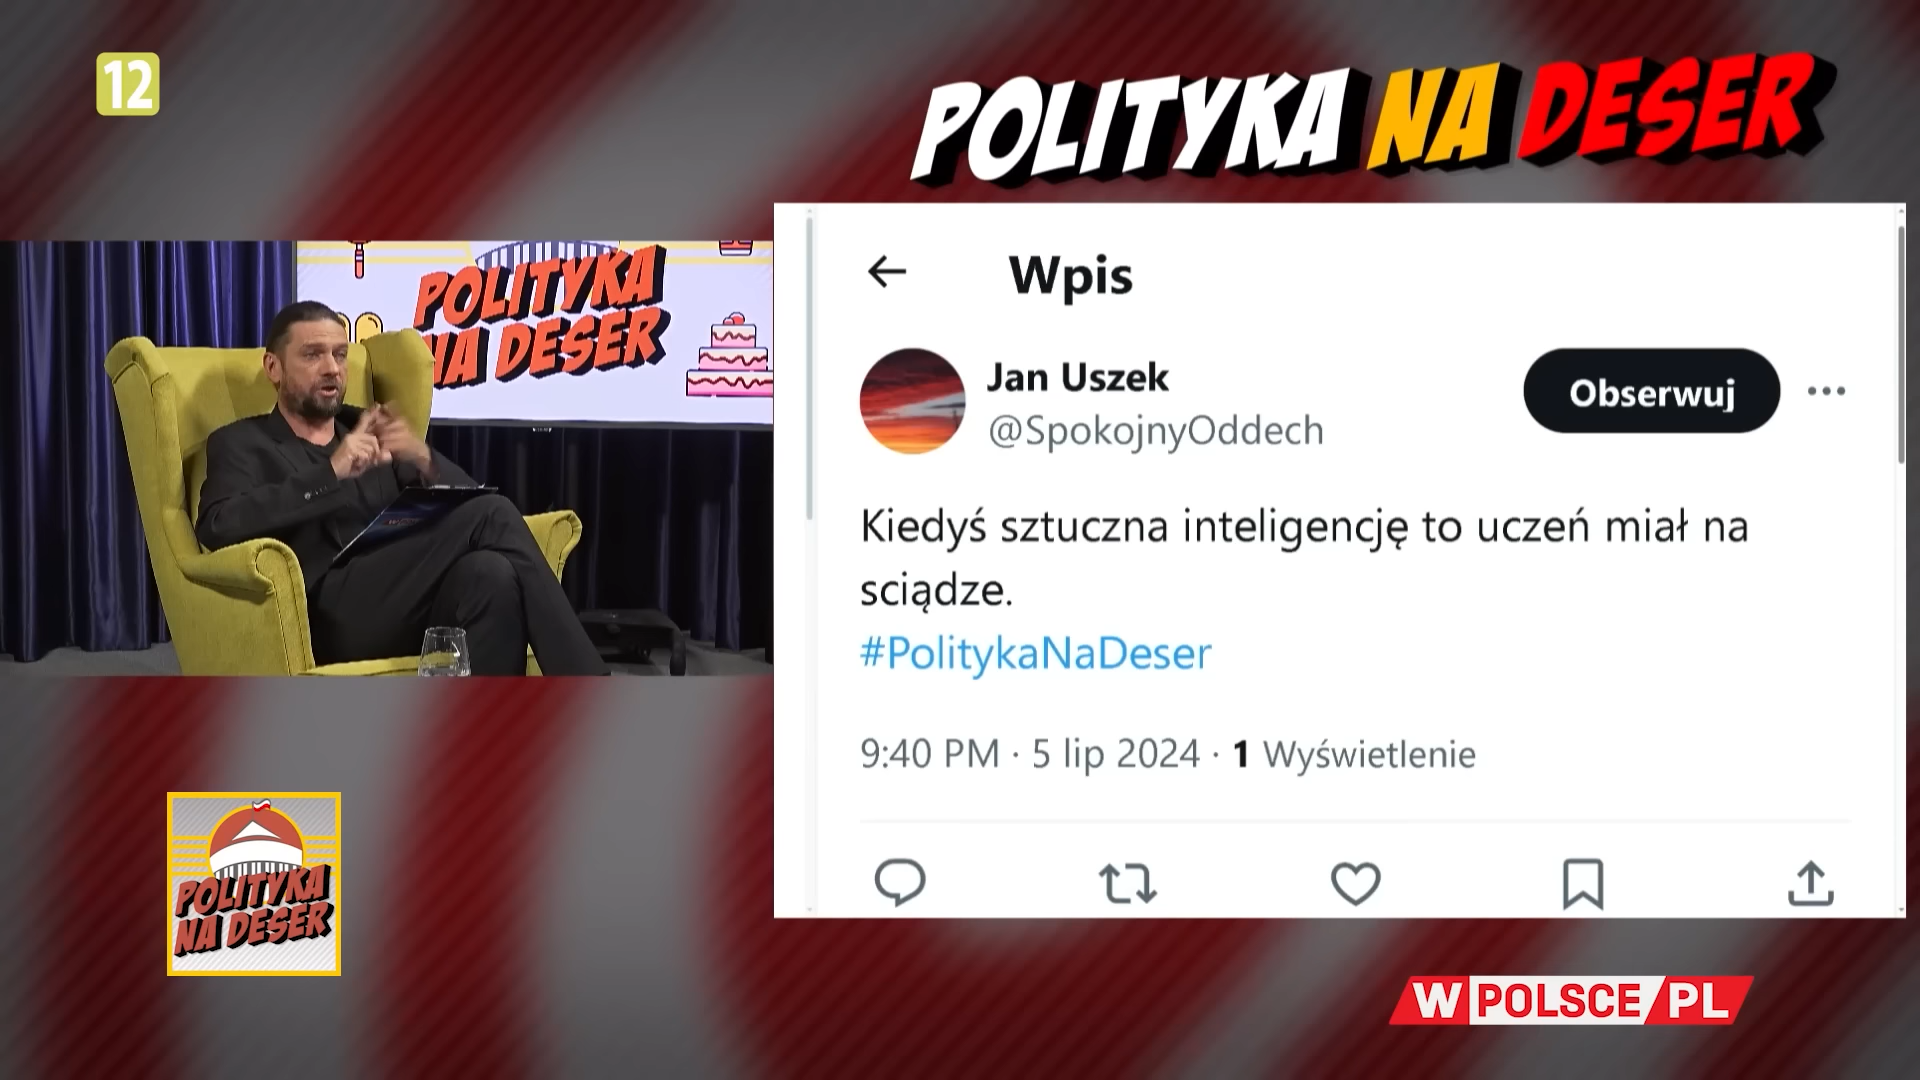 12
POLITYKA NA DESER
POLITYKA
NA DESER
Wpis
Jan Uszek
Obserwuj
@SpokojnyOddech
Kiedyś sztuczna inteligencję to uczeń miał na
sciądze.
#PolitykaNaDeser
9:40 PM · 5 lip 2024 · 1 Wyświetlenie
POLITYKA
NA DESER
W POLSCE/PL